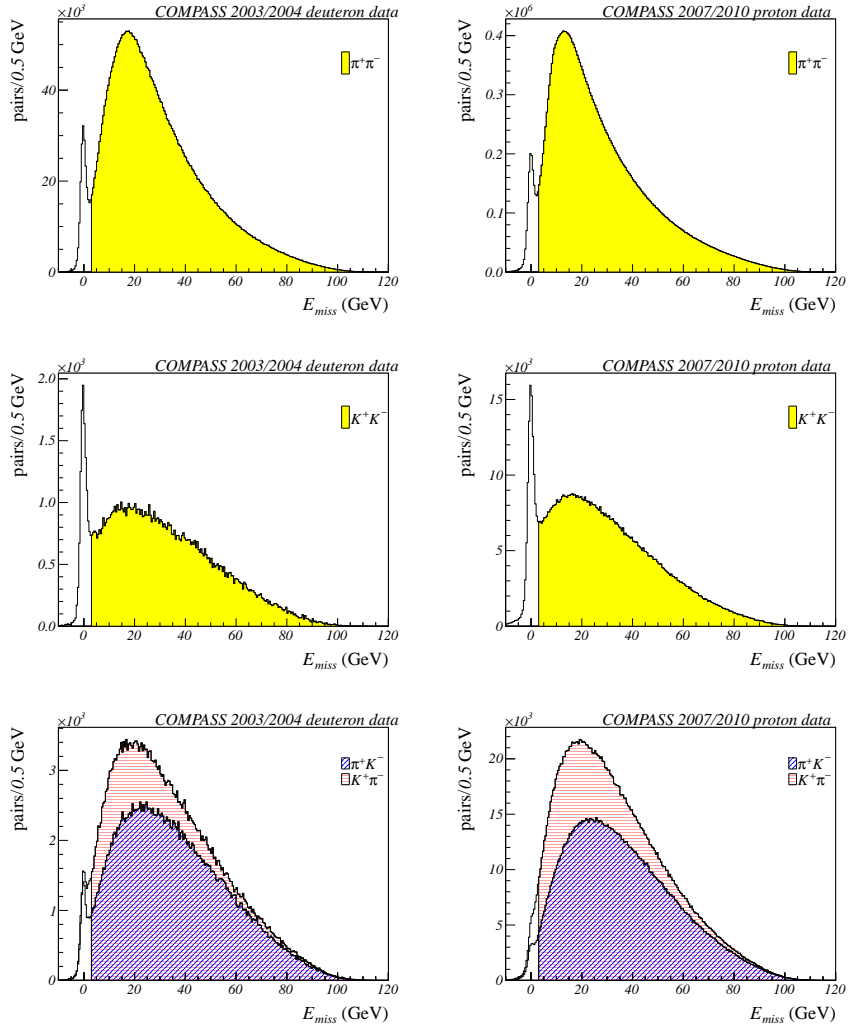 COMPASS 2003/2004 deuteron data
×10³
pairs/0.5 GeV
π⁺π⁻
40
20
0
0 20 40 60 80 100 120
E_miss (GeV)
COMPASS 2007/2010 proton data
×10⁶
pairs/0.5 GeV
π⁺π⁻
0.4
0.3
0.2
0.1
0.0
0 20 40 60 80 100 120
E_miss (GeV)
COMPASS 2003/2004 deuteron data
×10³
pairs/0.5 GeV
K⁺K⁻
2.0
1.5
1.0
0.5
0.0
0 20 40 60 80 100 120
E_miss (GeV)
COMPASS 2007/2010 proton data
×10³
pairs/0.5 GeV
K⁺K⁻
15
10
5
0
0 20 40 60 80 100 120
E_miss (GeV)
COMPASS 2003/2004 deuteron data
×10³
pairs/0.5 GeV
π⁺K⁻
K⁺π⁻
3
2
1
0
0 20 40 60 80 100 120
E_miss (GeV)
COMPASS 2007/2010 proton data
×10³
pairs/0.5 GeV
π⁺K⁻
K⁺π⁻
20
15
10
5
0
0 20 40 60 80 100 120
E_miss (GeV)